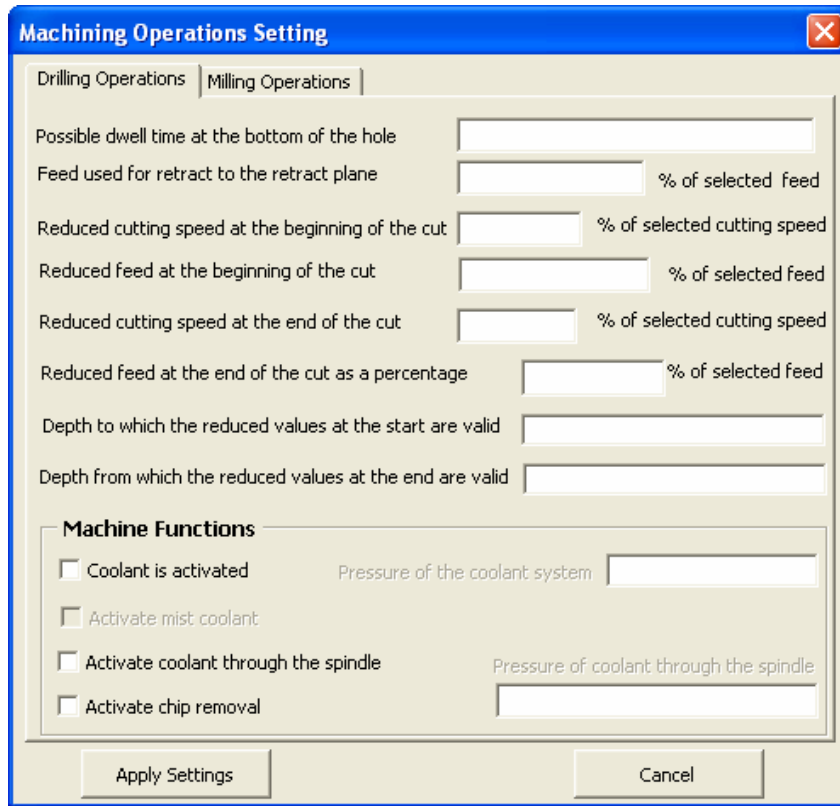 Machining Operations Setting
Drilling Operations Milling Operations
Possible dwell time at the bottom of the hole
Feed used for retract to the retract plane % of selected feed
Reduced cutting speed at the beginning of the cut % of selected cutting speed
Reduced feed at the beginning of the cut % of selected feed
Reduced cutting speed at the end of the cut % of selected cutting speed
Reduced feed at the end of the cut as a percentage % of selected feed
Depth to which the reduced values at the start are valid
Depth from which the reduced values at the end are valid
Machine Functions
Coolant is activated Pressure of the coolant system
Activate mist coolant
Activate coolant through the spindle Pressure of coolant through the spindle
Activate chip removal
Apply Settings Cancel